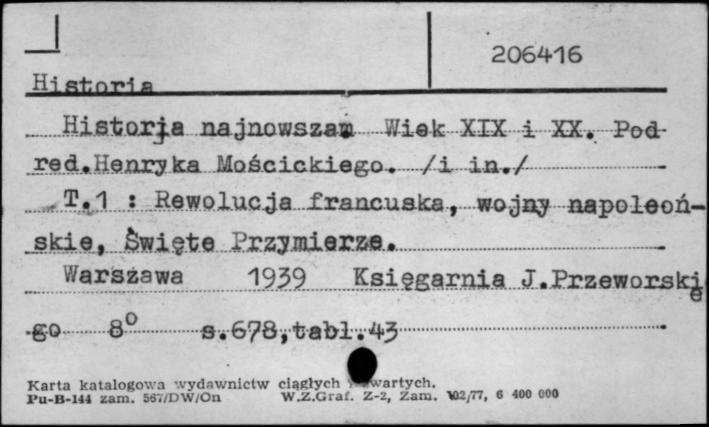 206416
Historia
Historja najnowsza. Wiek XIX i XX. Pod
red.Henryka Mościckiego. /i in./
T.1 : Rewolucja francuska, wojny napoleoń-
skie, Święte Przymierze.
Warszawa 1939 Księgarnia J.Przeworskie
go 8° s.678,tabl.43
Karta katalogowa wydawnictw ciągłych i zwartych.
Pu-B-144 zam. 567/DW/On W.Z.Graf. Z-2, Zam. 102/77, 6 400 000